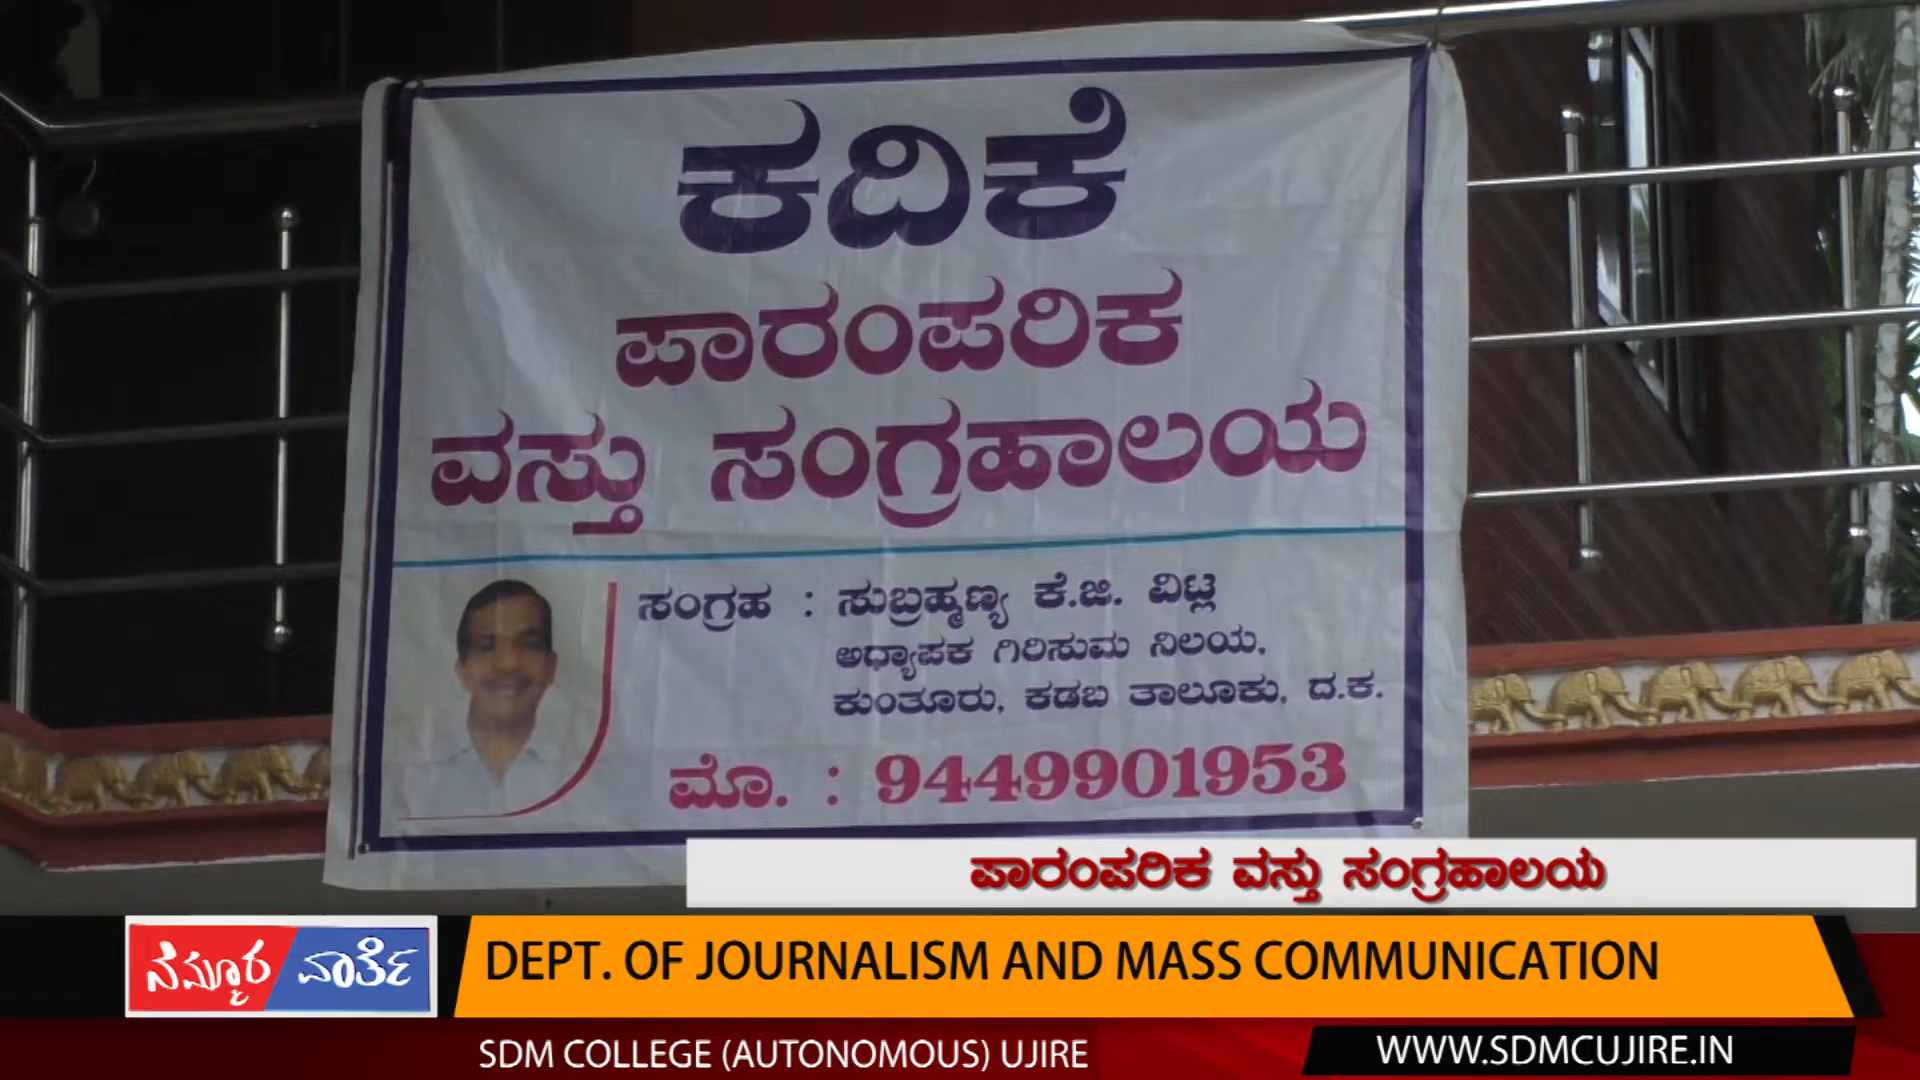 ಕದಿಕೆ
ಪಾರಂಪರಿಕ
ವಸ್ತು ಸಂಗ್ರಹಾಲಯ
ಸಂಗ್ರಹ : ಸುಬ್ರಹ್ಮಣ್ಯ ಕೆ.ಜಿ. ವಿಟ್ಲ
ಅಧ್ಯಾಪಕ ಗಿರಿಸುಮ ನಿಲಯ,
ಕುಂತೂರು, ಕಡಬ ತಾಲೂಕು, ದ.ಕ.
ಮೊ. : 9449901953
ಪಾರಂಪರಿಕ ವಸ್ತು ಸಂಗ್ರಹಾಲಯ
ನೆಮ್ಮೂರ ವಾರ್ತೆ
DEPT. OF JOURNALISM AND MASS COMMUNICATION
SDM COLLEGE (AUTONOMOUS) UJIRE
WWW.SDMCUJIRE.IN